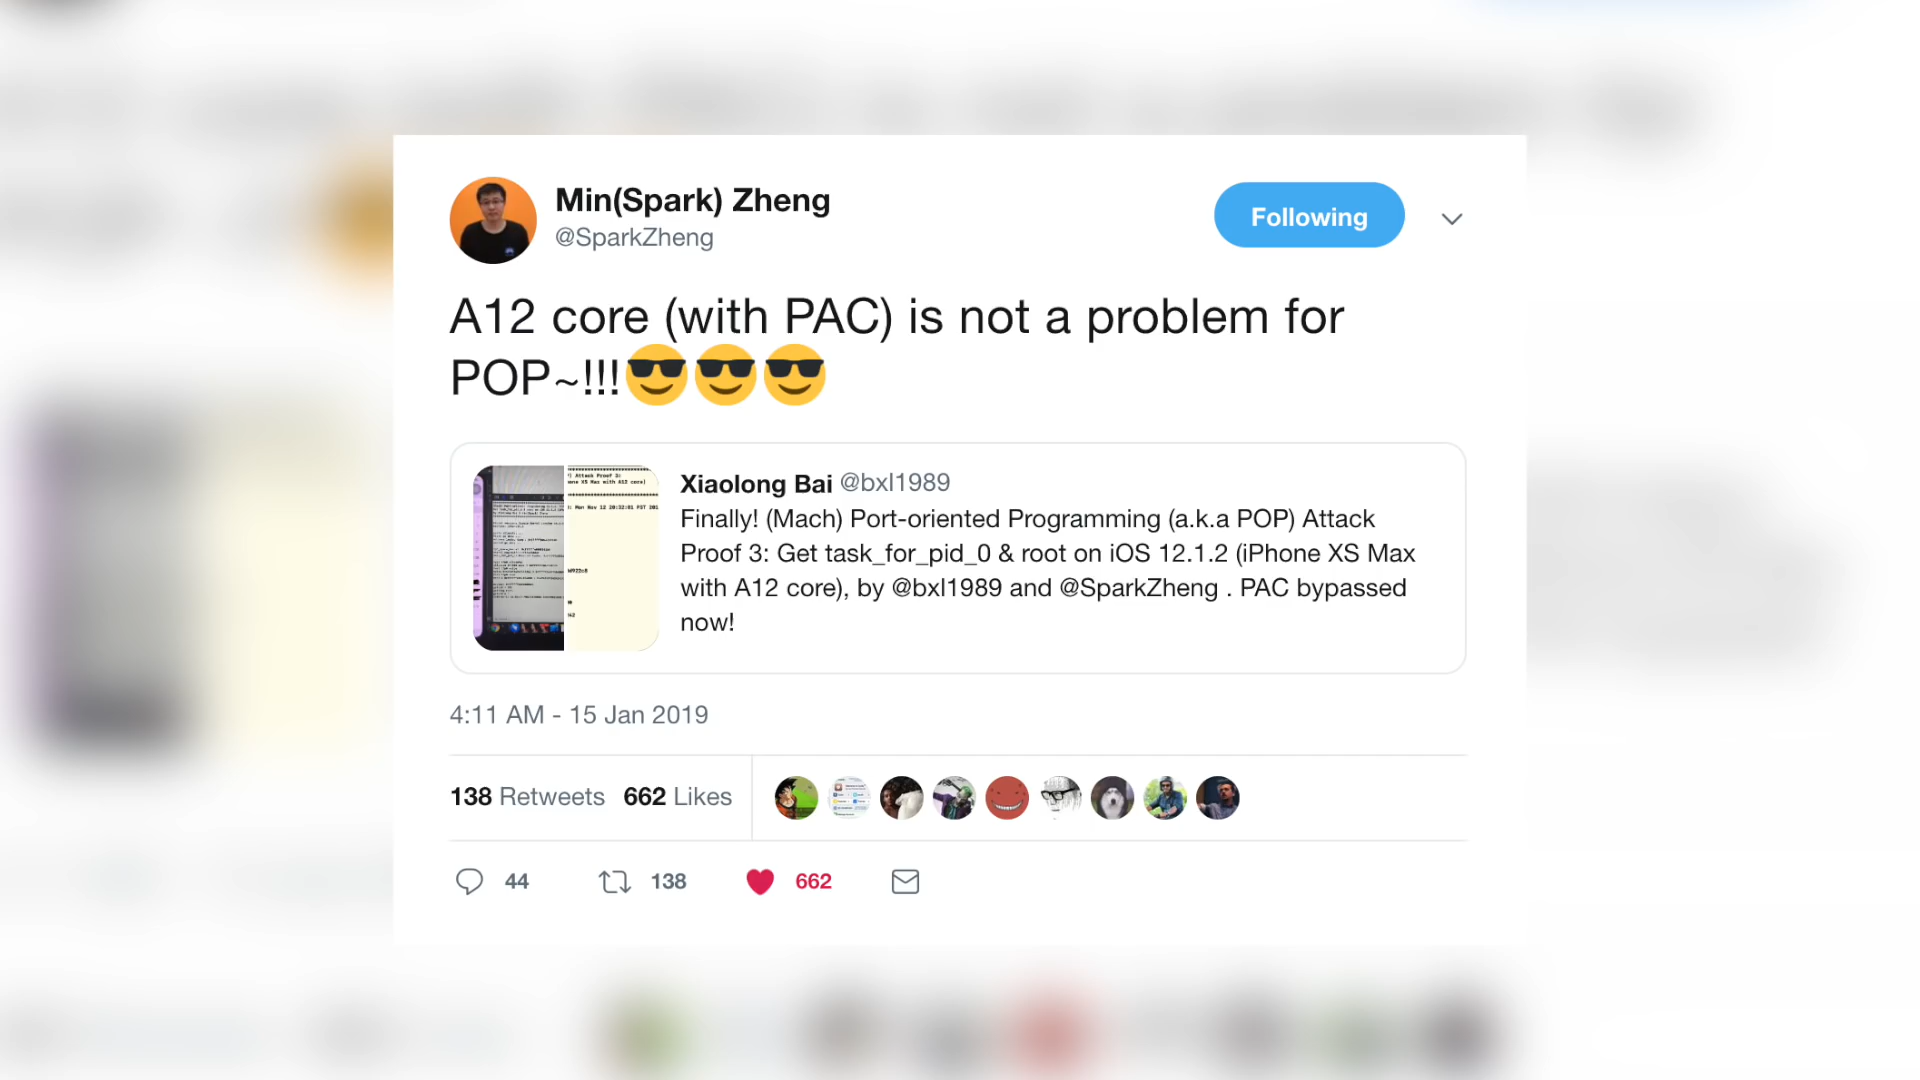 Min(Spark) Zheng
@SparkZheng
Following
A12 core (with PAC) is not a problem for
POP~!!!😎😎😎
Xiaolong Bai @bxl1989
Finally! (Mach) Port-oriented Programming (a.k.a POP) Attack
Proof 3: Get task_for_pid_0 & root on iOS 12.1.2 (iPhone XS Max
with A12 core), by @bxl1989 and @SparkZheng . PAC bypassed
now!
4:11 AM - 15 Jan 2019
138 Retweets 662 Likes
44 138 662